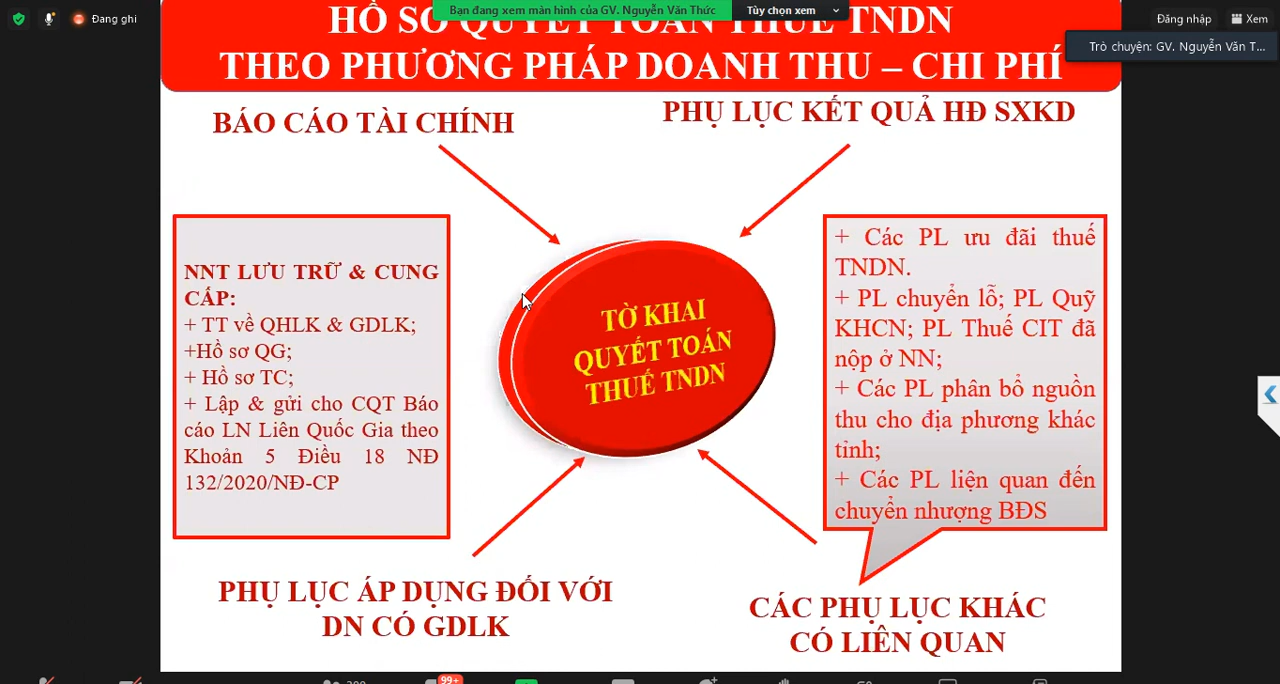 Đang ghi
Bạn đang xem màn hình của GV. Nguyễn Văn Thức
Tùy chọn xem
Đăng nhập
Xem
Trò chuyện: GV. Nguyễn Văn T...
HỒ SƠ QUYẾT TOÁN THUẾ TNDN
THEO PHƯƠNG PHÁP DOANH THU – CHI PHÍ
BÁO CÁO TÀI CHÍNH
PHỤ LỤC KẾT QUẢ HĐ SXKD
NNT LƯU TRỮ & CUNG
CẤP:
+ TT về QHLK & GDLK;
+Hồ sơ QG;
+ Hồ sơ TC;
+ Lập & gửi cho CQT Báo
cáo LN Liên Quốc Gia theo
Khoản 5 Điều 18 NĐ
132/2020/NĐ-CP
TỜ KHAI
QUYẾT TOÁN
THUẾ TNDN
+ Các PL ưu đãi thuế
TNDN.
+ PL chuyển lỗ; PL Quỹ
KHCN; PL Thuế CIT đã
nộp ở NN;
+ Các PL phân bổ nguồn
thu cho địa phương khác
tỉnh;
+ Các PL liên quan đến
chuyển nhượng BĐS
PHỤ LỤC ÁP DỤNG ĐỐI VỚI
DN CÓ GDLK
CÁC PHỤ LỤC KHÁC
CÓ LIÊN QUAN
99+